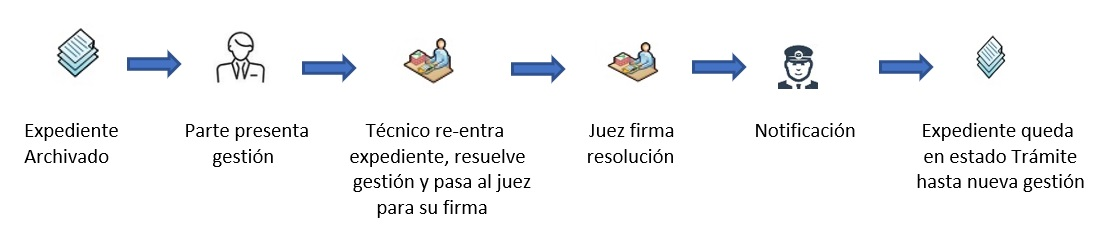 Expediente
Archivado
Parte presenta
gestión
Técnico re-entra
expediente, resuelve
gestión y pasa al juez
para su firma
Juez firma
resolución
Notificación
Expediente queda
en estado Trámite
hasta nueva gestión